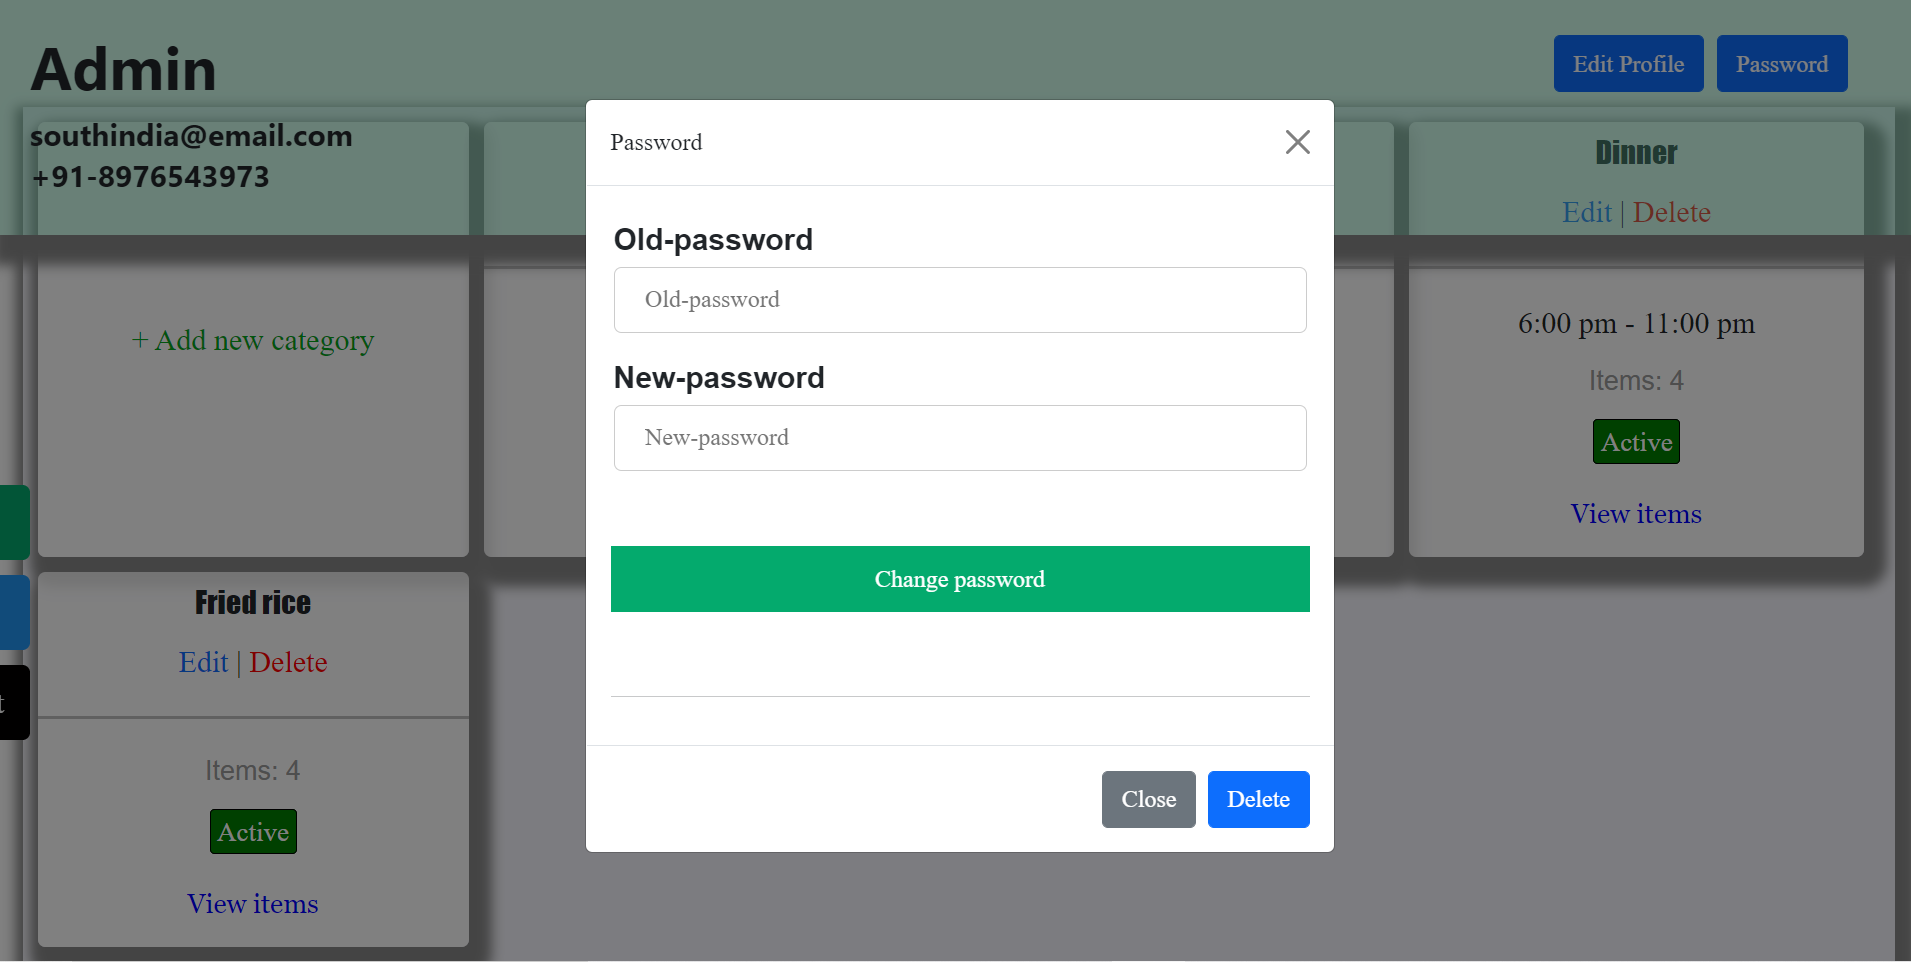 Admin
Edit Profile
Password
southindia@email.com
+91-8976543973
Dinner
Edit | Delete
+ Add new category
6:00 pm - 11:00 pm
Items: 4
Active
View items
Fried rice
Edit | Delete
Items: 4
Active
View items
t
Password
Old-password
Old-password
New-password
New-password
Change password
Close
Delete